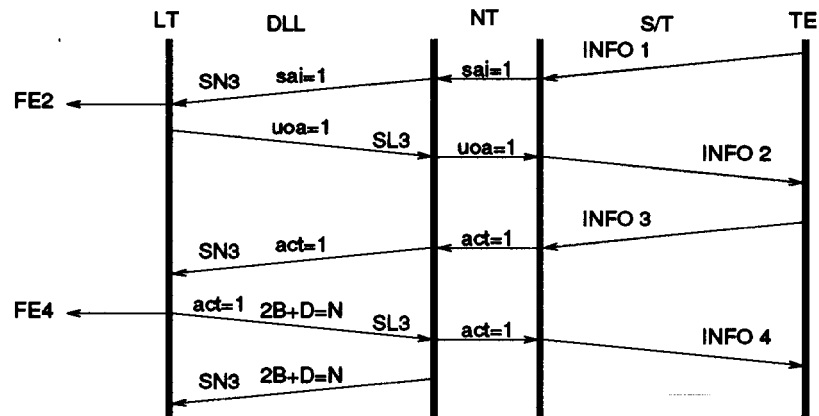 LT DLL NT S/T TE
INFO 1
SN3 sai=1 sai=1
FE2
uoa=1 SL3 uoa=1 INFO 2
INFO 3
SN3 act=1 act=1
FE4 act=1 2B+D=N
SL3 act=1 INFO 4
SN3 2B+D=N